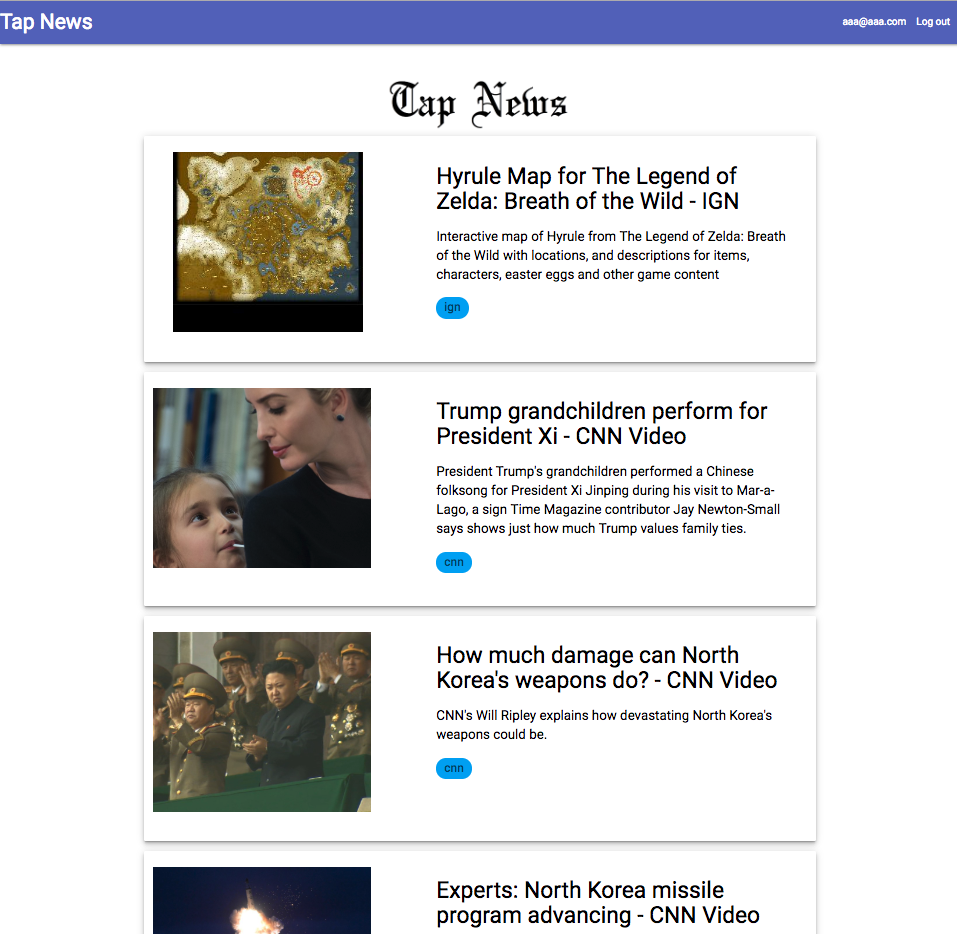 Tap News
aaa@aaa.com Log out
Tap News
Hyrule Map for The Legend of
Zelda: Breath of the Wild - IGN
Interactive map of Hyrule from The Legend of Zelda: Breath
of the Wild with locations, and descriptions for items,
characters, easter eggs and other game content
ign
Trump grandchildren perform for
President Xi - CNN Video
President Trump's grandchildren performed a Chinese
folksong for President Xi Jinping during his visit to Mar-a-
Lago, a sign Time Magazine contributor Jay Newton-Small
says shows just how much Trump values family ties.
cnn
How much damage can North
Korea's weapons do? - CNN Video
CNN's Will Ripley explains how devastating North Korea's
weapons could be.
cnn
Experts: North Korea missile
program advancing - CNN Video